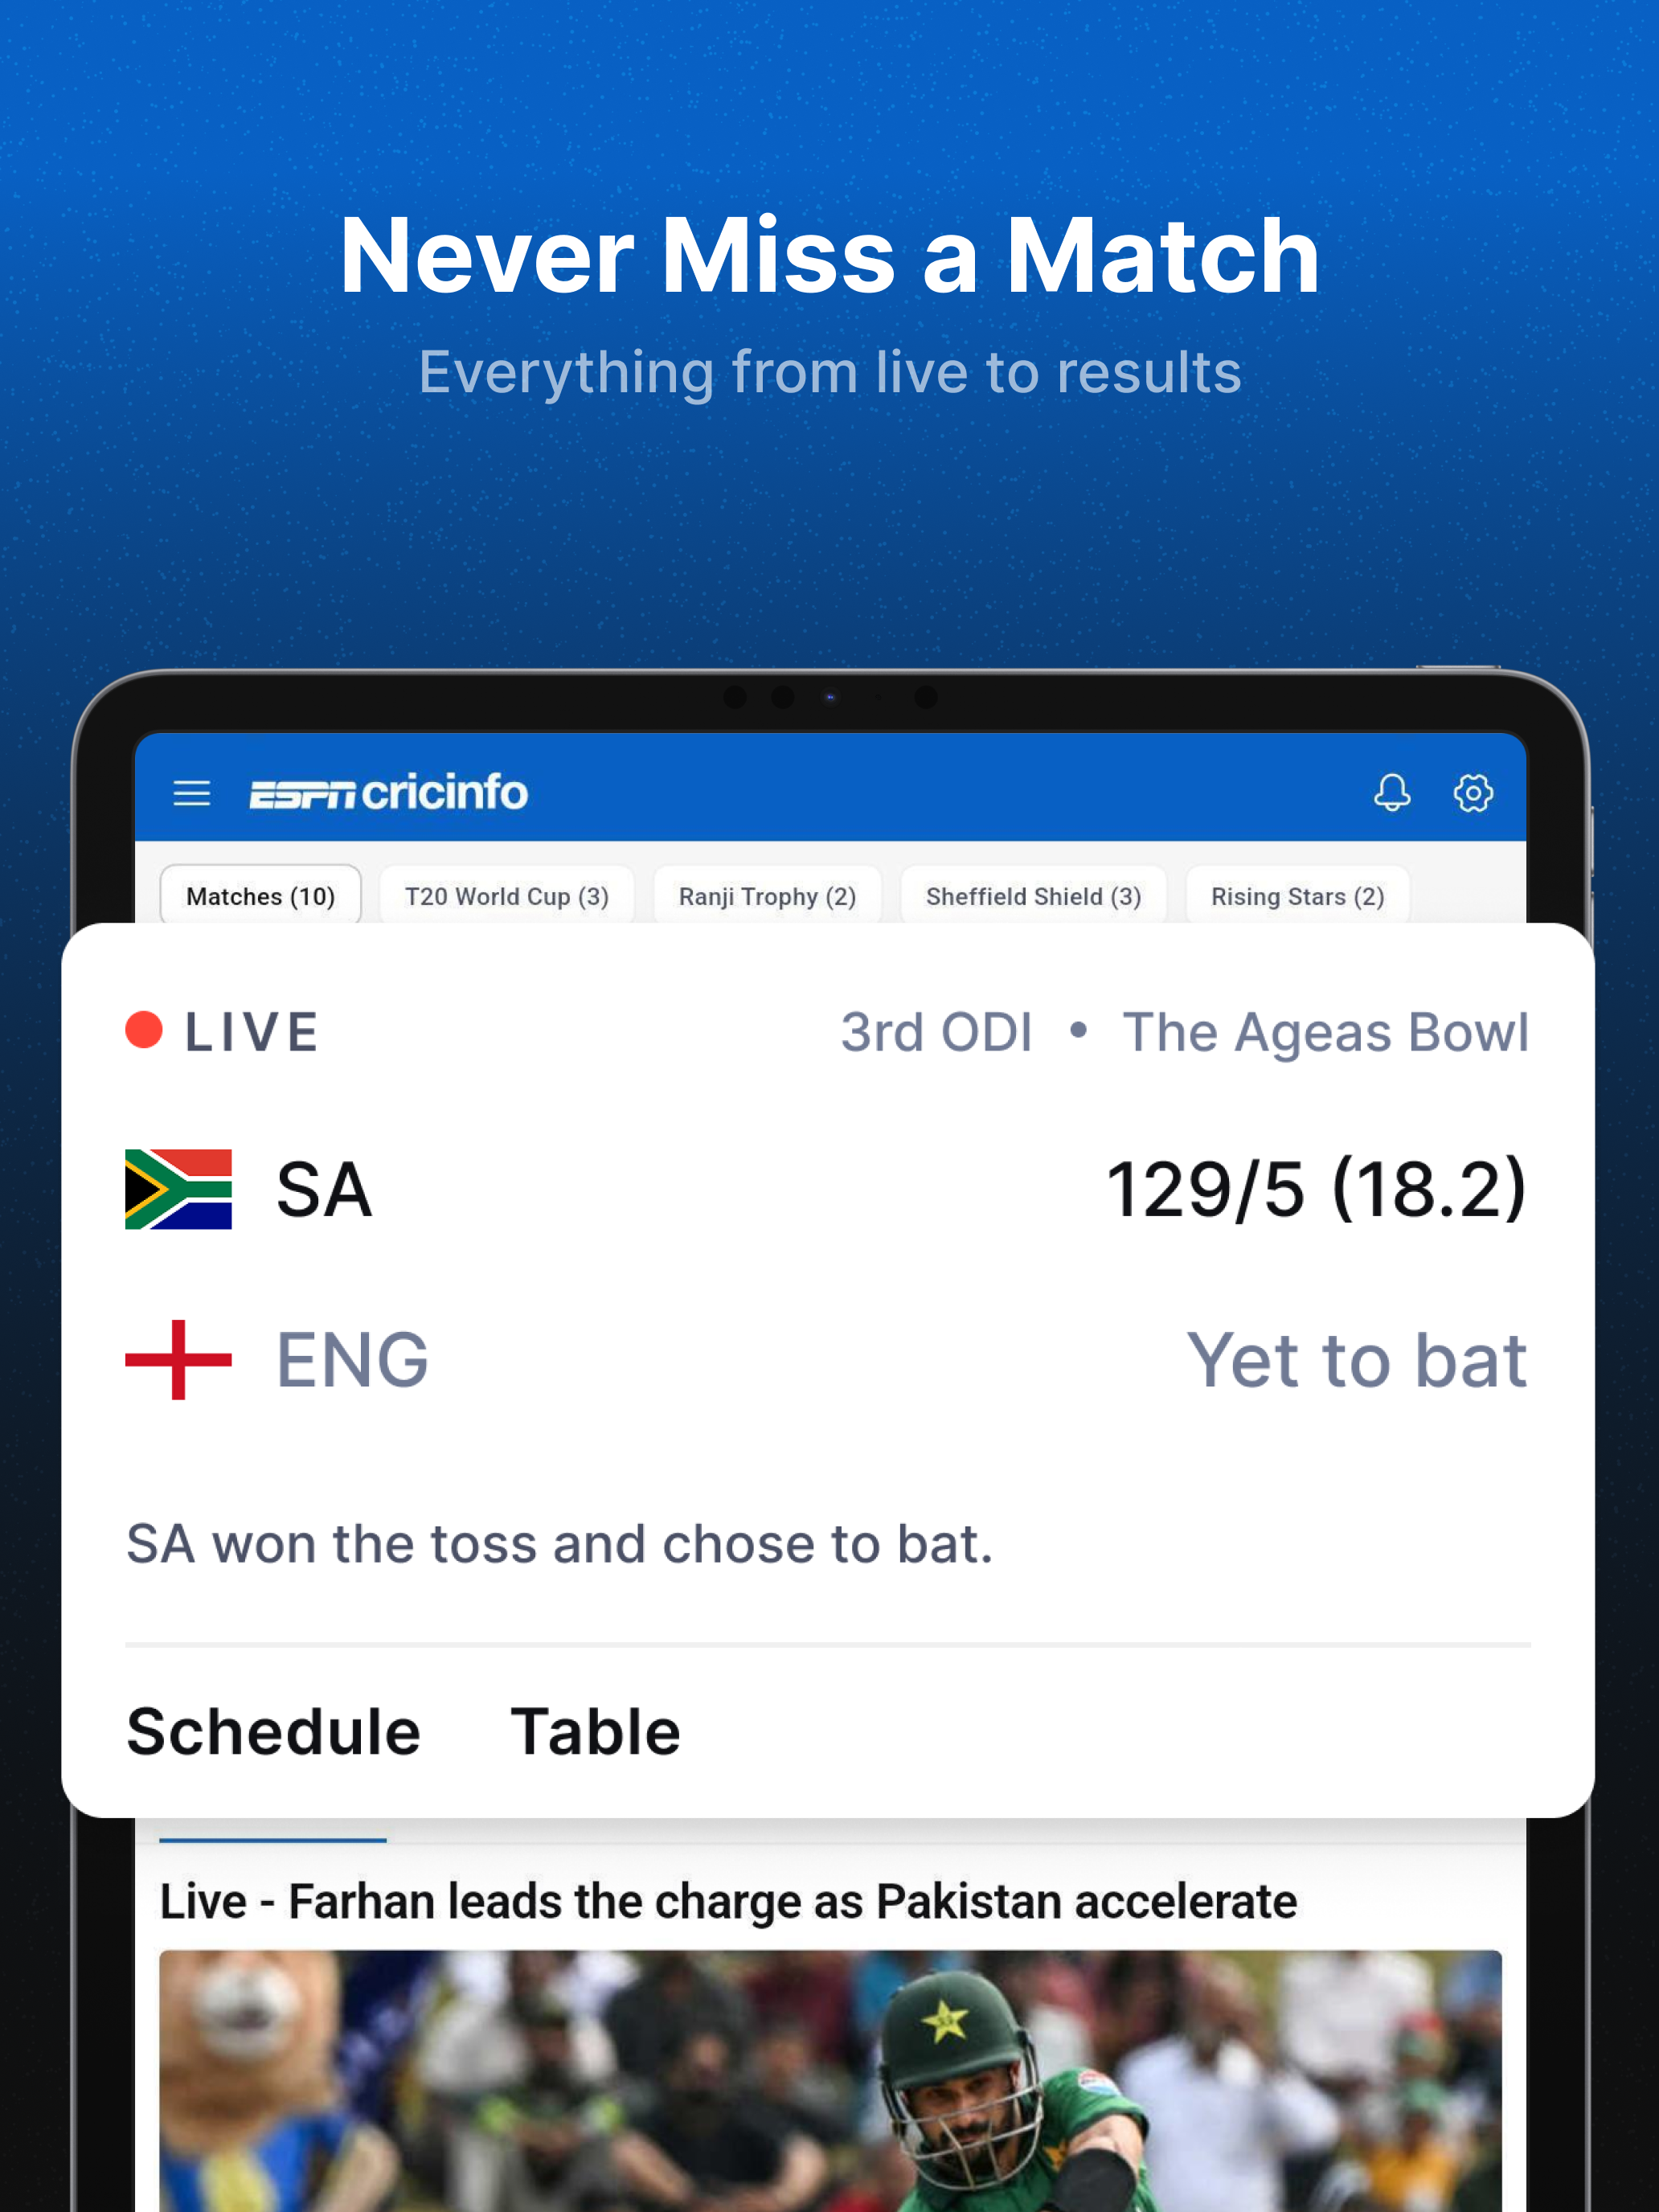 Never Miss a Match
Everything from live to results
ESPN cricinfo
Matches (10)
T20 World Cup (3)
Ranji Trophy (2)
Sheffield Shield (3)
Rising Stars (2)
LIVE
3rd ODI • The Ageas Bowl
SA
129/5 (18.2)
ENG
Yet to bat
SA won the toss and chose to bat.
Schedule
Table
Live - Farhan leads the charge as Pakistan accelerate